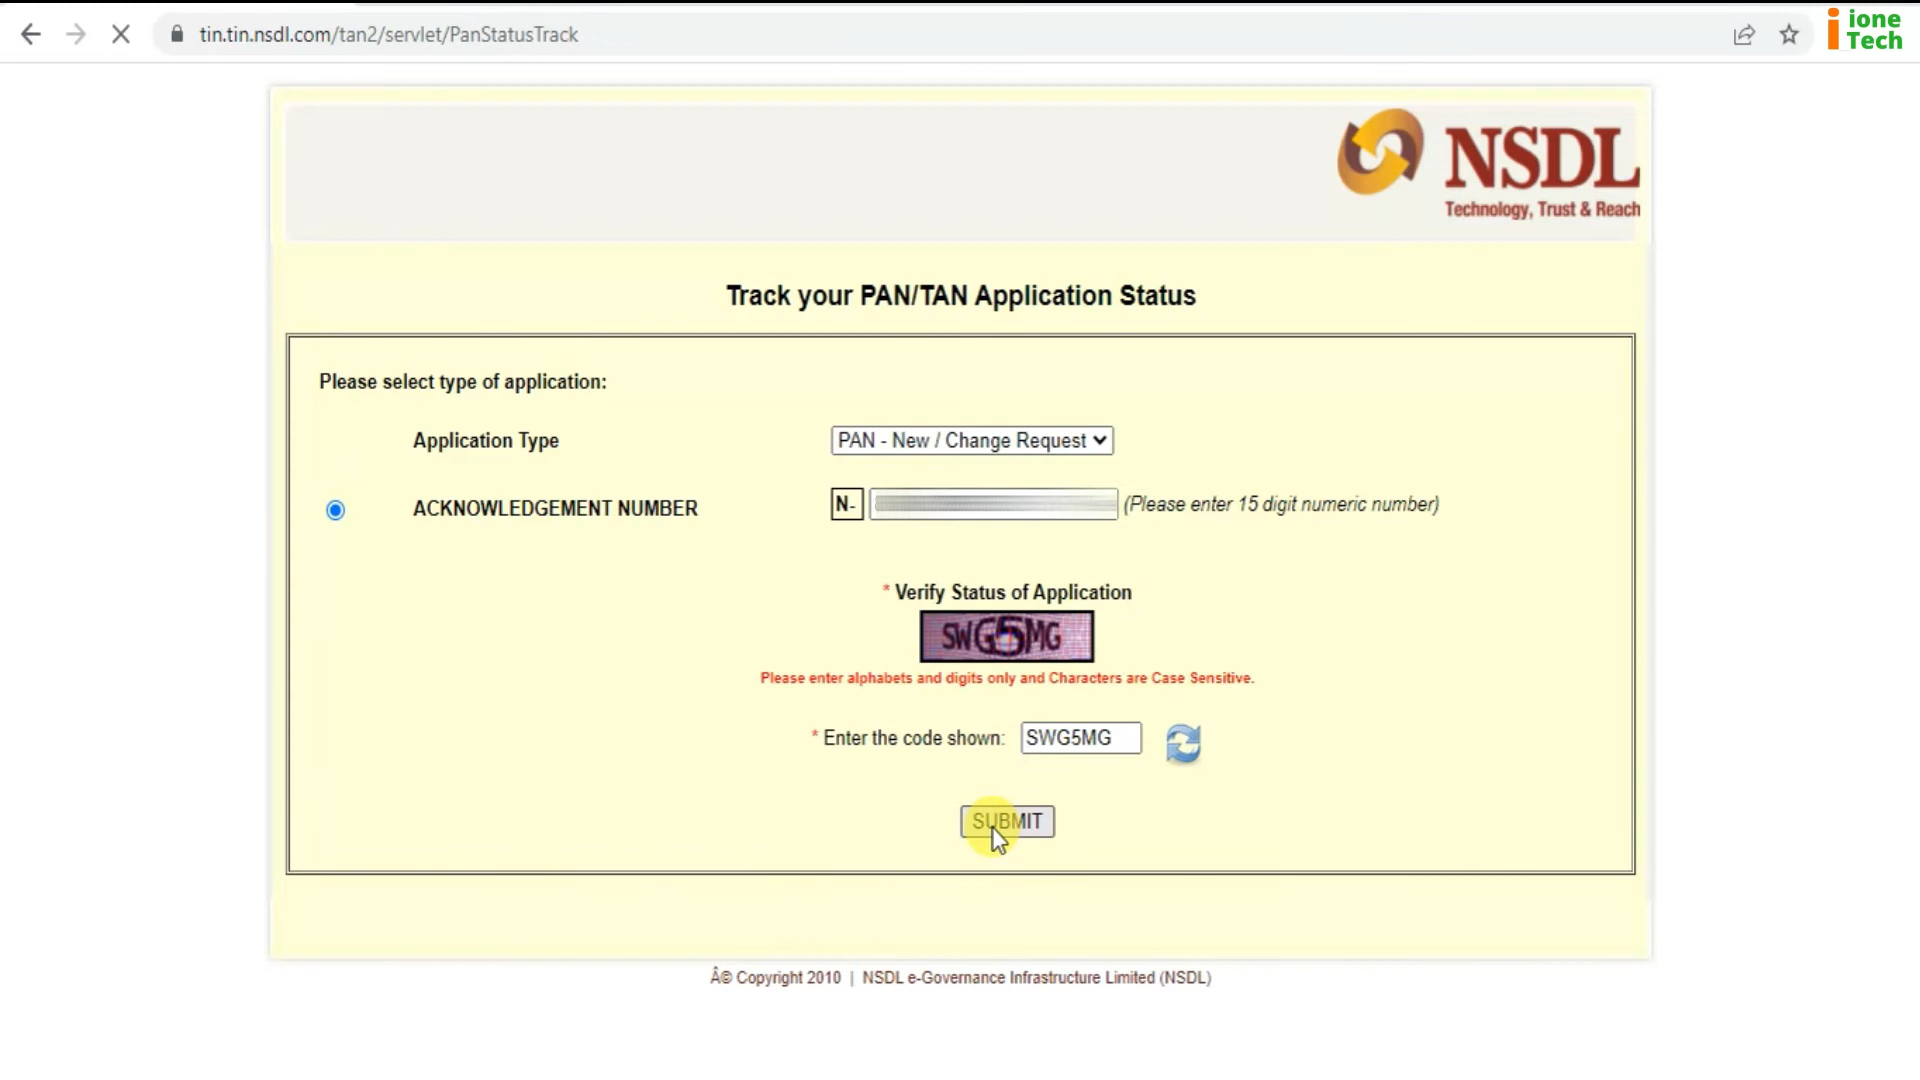 tin.tin.nsdl.com/tan2/servlet/PanStatusTrack
ione
Tech
NSDL
Technology, Trust & Reach
Track your PAN/TAN Application Status
Please select type of application:
Application Type PAN - New / Change Request
ACKNOWLEDGEMENT NUMBER N- (Please enter 15 digit numeric number)
* Verify Status of Application
SWG5MG
Please enter alphabets and digits only and Characters are Case Sensitive.
* Enter the code shown: SWG5MG
SUBMIT
Â© Copyright 2010 | NSDL e-Governance Infrastructure Limited (NSDL)